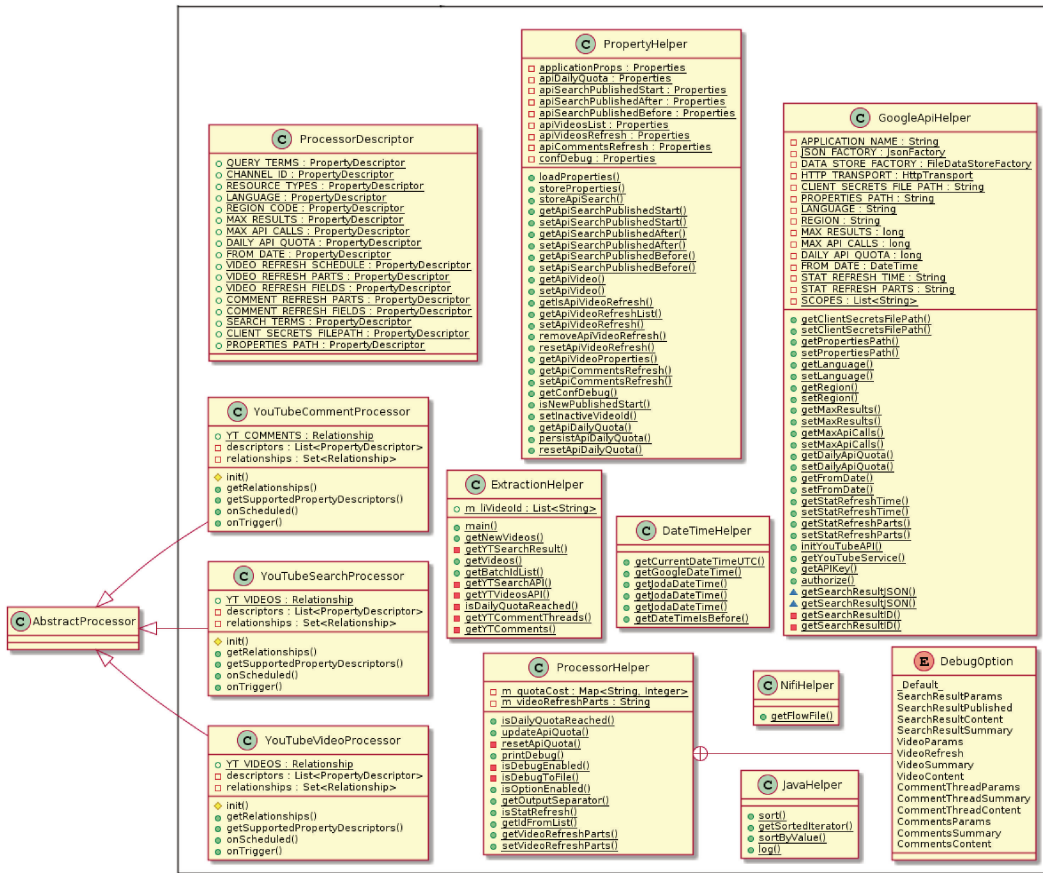 C PropertyHelper
applicationProps : Properties
apiDailyQuota : Properties
apiSearchPublishedStart : Properties
apiSearchPublishedAfter : Properties
apiSearchPublishedBefore : Properties
apiVideosList : Properties
apiVideosRefresh : Properties
apiCommentsRefresh : Properties
confDebug : Properties
loadProperties()
storeProperties()
storeApiSearch()
getApiSearchPublishedStart()
setApiSearchPublishedStart()
getApiSearchPublishedAfter()
setApiSearchPublishedAfter()
getApiSearchPublishedBefore()
setApiSearchPublishedBefore()
getApiVideo()
setApiVideo()
getIsApiVideoRefresh()
getApiVideoRefreshList()
setApiVideoRefresh()
removeApiVideoRefresh()
resetApiVideoRefresh()
getApiVideoProperties()
getApiCommentsRefresh()
setApiCommentsRefresh()
getConfDebug()
isNewPublishedStart()
setInactiveVideoId()
getApiDailyQuota()
persistApiDailyQuota()
resetApiDailyQuota()
C ProcessorDescriptor
QUERY_TERMS : PropertyDescriptor
CHANNEL_ID : PropertyDescriptor
RESOURCE_TYPES : PropertyDescriptor
LANGUAGE : PropertyDescriptor
REGION_CODE : PropertyDescriptor
MAX_RESULTS : PropertyDescriptor
MAX_API_CALLS : PropertyDescriptor
DAILY_API_QUOTA : PropertyDescriptor
FROM_DATE : PropertyDescriptor
VIDEO_REFRESH_SCHEDULE : PropertyDescriptor
VIDEO_REFRESH_PARTS : PropertyDescriptor
VIDEO_REFRESH_FIELDS : PropertyDescriptor
COMMENT_REFRESH_PARTS : PropertyDescriptor
COMMENT_REFRESH_FIELDS : PropertyDescriptor
SEARCH_TERMS : PropertyDescriptor
CLIENT_SECRETS_FILEPATH : PropertyDescriptor
PROPERTIES_PATH : PropertyDescriptor
C GoogleApiHelper
APPLICATION_NAME : String
JSON_FACTORY : JsonFactory
DATA_STORE_FACTORY : FileDataStoreFactory
HTTP_TRANSPORT : HttpTransport
CLIENT_SECRETS_FILE_PATH : String
PROPERTIES_PATH : String
LANGUAGE : String
REGION : String
MAX_RESULTS : long
MAX_API_CALLS : long
DAILY_API_QUOTA : long
FROM_DATE : DateTime
STAT_REFRESH_TIME : String
STAT_REFRESH_PARTS : String
SCOPES : List<String>
getClientSecretsFilePath()
setClientSecretsFilePath()
getPropertiesPath()
setPropertiesPath()
getLanguage()
setLanguage()
getRegion()
setRegion()
getMaxResults()
setMaxResults()
getMaxApiCalls()
setMaxApiCalls()
getDailyApiQuota()
setDailyApiQuota()
getFromDate()
setFromDate()
getStatRefreshTime()
setStatRefreshTime()
getStatRefreshParts()
setStatRefreshParts()
initYouTubeAPI()
getYouTubeService()
getAPIKey()
authorize()
getSearchResultJSON()
getSearchResultJSON()
getSearchResultID()
getSearchResultID()
C YouTubeCommentProcessor
YT_COMMENTS : Relationship
descriptors : List<PropertyDescriptor>
relationships : Set<Relationship>
init()
getRelationships()
getSupportedPropertyDescriptors()
onScheduled()
onTrigger()
C ExtractionHelper
m_liVideoId : List<String>
main()
getNewVideos()
getYTSearchResult()
getVideos()
getBatchIdList()
getYTSearchAPI()
getYTVideosAPI()
isDailyQuotaReached()
getYTCommentThreads()
getYTComments()
C DateTimeHelper
getCurrentDateTimeUTC()
getGoogleDateTime()
getJodaDateTime()
getJodaDateTime()
getJodaDateTime()
getDateTimeIsBefore()
C AbstractProcessor
C YouTubeSearchProcessor
YT_VIDEOS : Relationship
descriptors : List<PropertyDescriptor>
relationships : Set<Relationship>
init()
getRelationships()
getSupportedPropertyDescriptors()
onScheduled()
onTrigger()
C YouTubeVideoProcessor
YT_VIDEOS : Relationship
descriptors : List<PropertyDescriptor>
relationships : Set<Relationship>
init()
getRelationships()
getSupportedPropertyDescriptors()
onScheduled()
onTrigger()
C ProcessorHelper
m_quotaCost : Map<String, Integer>
m_videoRefreshParts : String
isDailyQuotaReached()
updateApiQuota()
resetApiQuota()
printDebug()
isDebugEnabled()
isDebugToFile()
isOptionEnabled()
getOutputSeparator()
isStatRefresh()
getIdFromList()
getVideoRefreshParts()
setVideoRefreshParts()
C NifiHelper
getFlowFile()
C JavaHelper
sort()
getSortedIterator()
sortByValue()
log()
E DebugOption
_Default_
SearchResultParams
SearchResultPublished
SearchResultContent
SearchResultSummary
VideoParams
VideoRefresh
VideoSummary
VideoContent
CommentThreadParams
CommentThreadSummary
CommentThreadContent
CommentsParams
CommentsSummary
CommentsContent